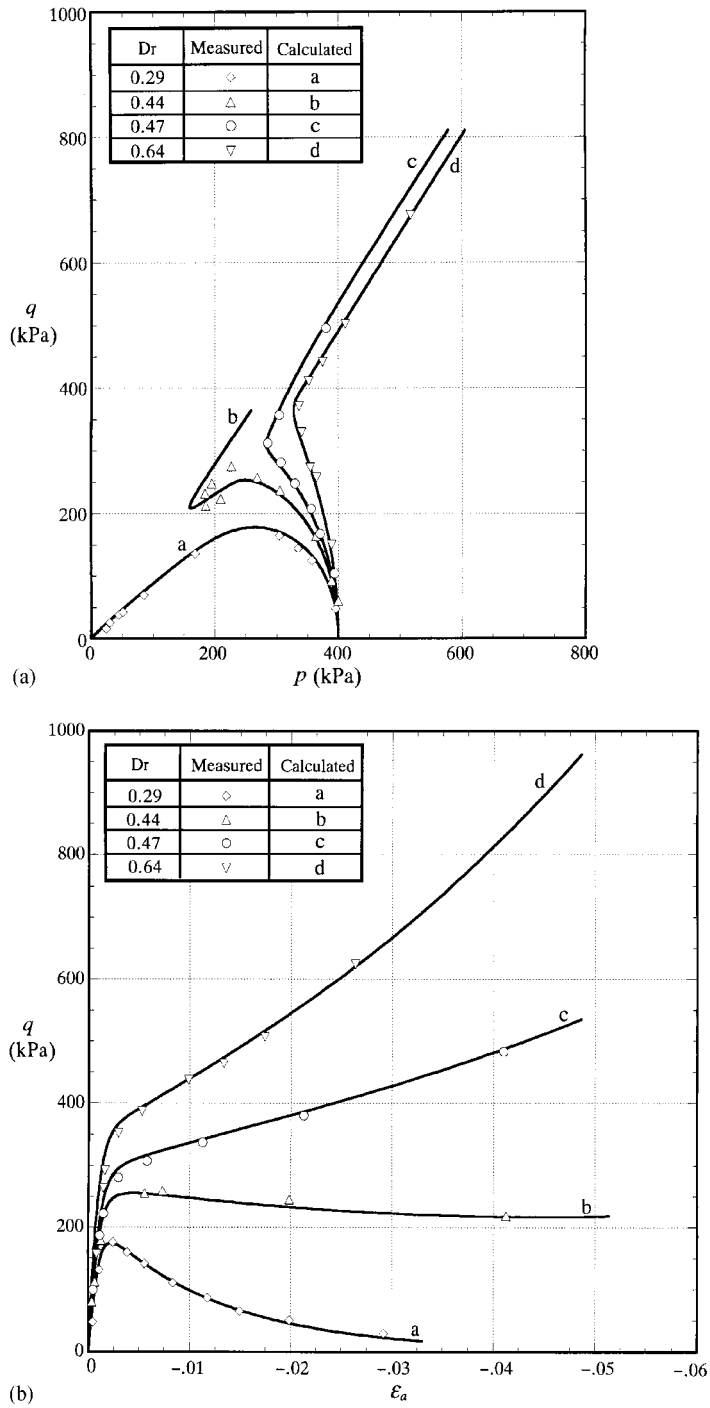 1000
Dr Measured Calculated
0.29 a
0.44 b
0.47 c
0.64 d
800
c
d
600
q
(kPa)
400
b
200
a
0
0 200 400 600 800
p (kPa)
(a)
1000
Dr Measured Calculated
0.29 a
0.44 b
0.47 c
0.64 d
d
800
600
q
(kPa)
c
400
200
b
a
0
0 -.01 -.02 -.03 -.04 -.05 -.06
εa
(b)